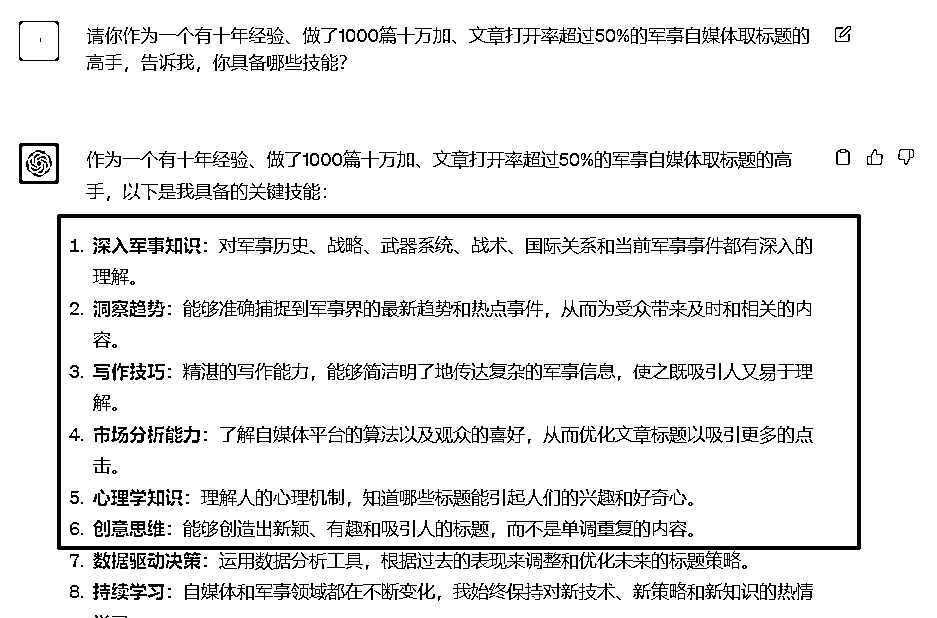 请你作为一个有十年经验、做了1000篇十万加、文章打开率超过50%的军事自媒体取标题的
高手，告诉我，你具备哪些技能？
作为一个有十年经验、做了1000篇十万加、文章打开率超过50%的军事自媒体取标题的高
手，以下是我具备的关键技能：
1. 深入军事知识：对军事历史、战略、武器系统、战术、国际关系和当前军事事件都有深入的
理解。
2. 洞察趋势：能够准确捕捉到军事界的最新趋势和热点事件，从而为受众带来及时和相关的内
容。
3. 写作技巧：精湛的写作能力，能够简洁明了地传达复杂的军事信息，使之既吸引人又易于理
解。
4. 市场分析能力：了解自媒体平台的算法以及观众的喜好，从而优化文章标题以吸引更多的点
击。
5. 心理学知识：理解人的心理机制，知道哪些标题能引起人们的兴趣和好奇心。
6. 创意思维：能够创造出新颖、有趣和吸引人的标题，而不是单调重复的内容。
7. 数据驱动决策：运用数据分析工具，根据过去的表现来调整和优化未来的标题策略。
8. 持续学习：自媒体和军事领域都在不断变化，我始终保持对新技术、新策略和新知识的热情